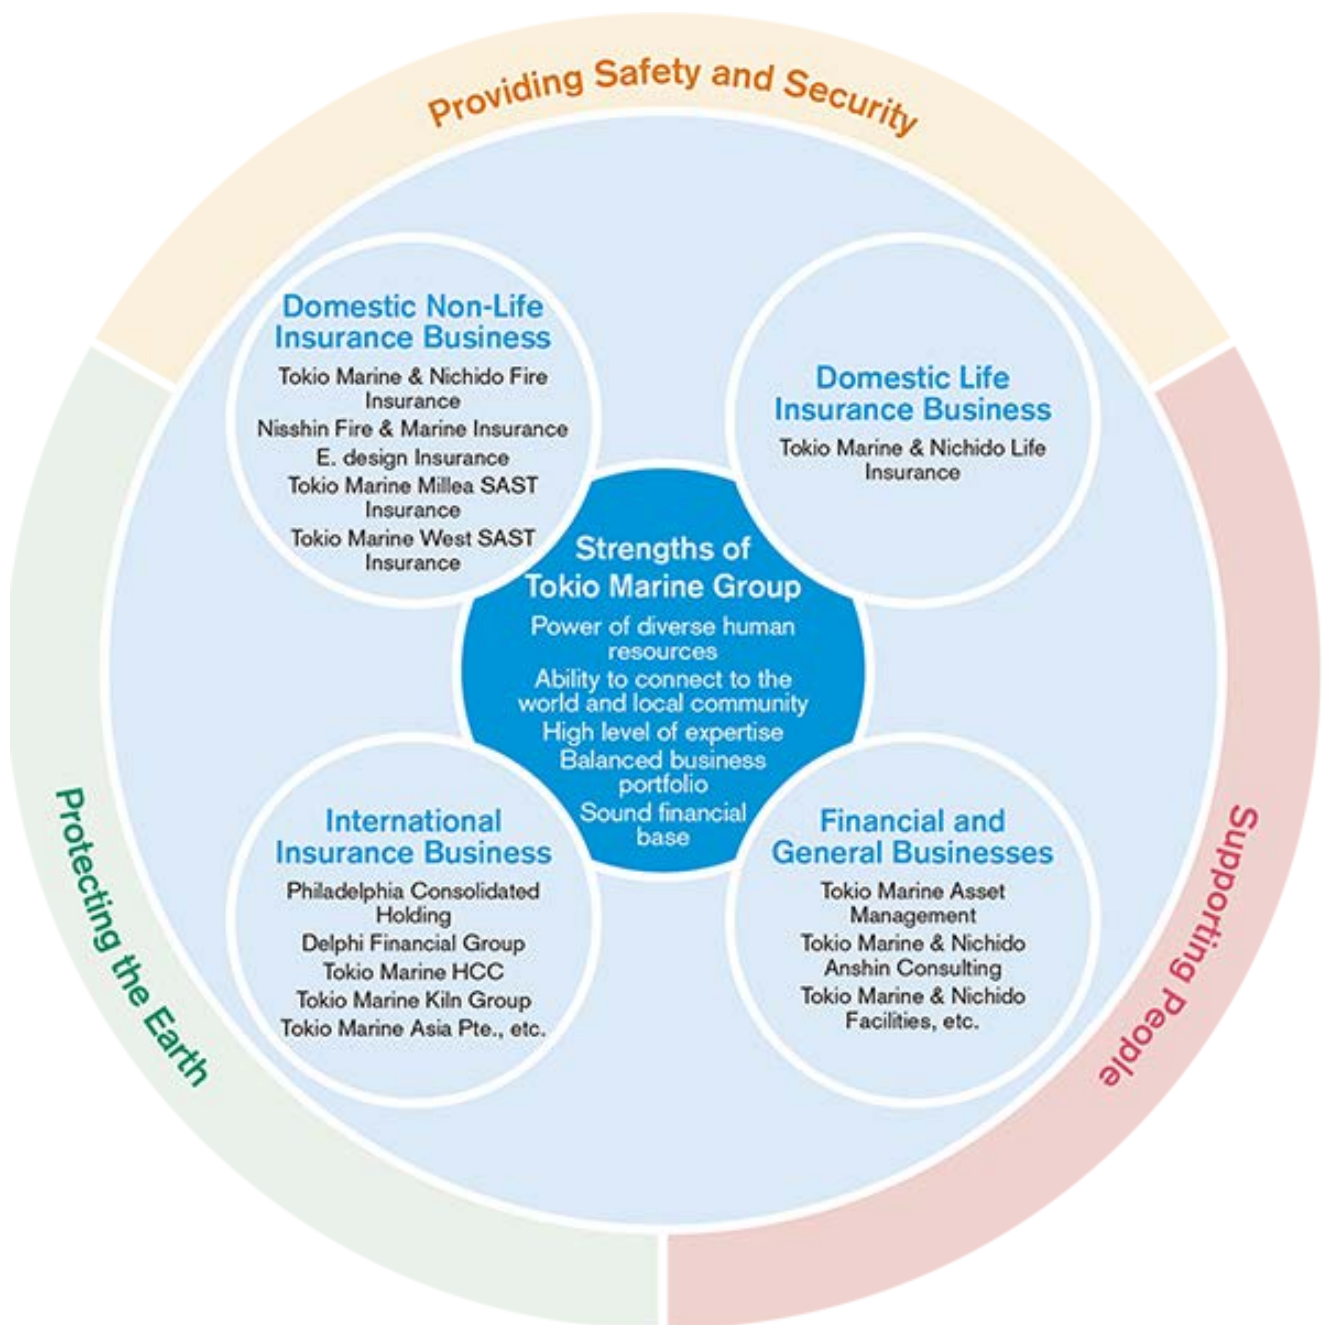 Providing Safety and Security
Domestic Non-Life
Insurance Business
Tokio Marine & Nichido Fire
Insurance
Nisshin Fire & Marine Insurance
E. design Insurance
Tokio Marine Millea SAST
Insurance
Tokio Marine West SAST
Insurance
Domestic Life
Insurance Business
Tokio Marine & Nichido Life
Insurance
Strengths of
Tokio Marine Group
Power of diverse human
resources
Ability to connect to the
world and local community
High level of expertise
Balanced business
portfolio
Sound financial
base
International
Insurance Business
Philadelphia Consolidated
Holding
Delphi Financial Group
Tokio Marine HCC
Tokio Marine Kiln Group
Tokio Marine Asia Pte., etc.
Financial and
General Businesses
Tokio Marine Asset
Management
Tokio Marine & Nichido
Anshin Consulting
Tokio Marine & Nichido
Facilities, etc.
Protecting the Earth
Supporting People